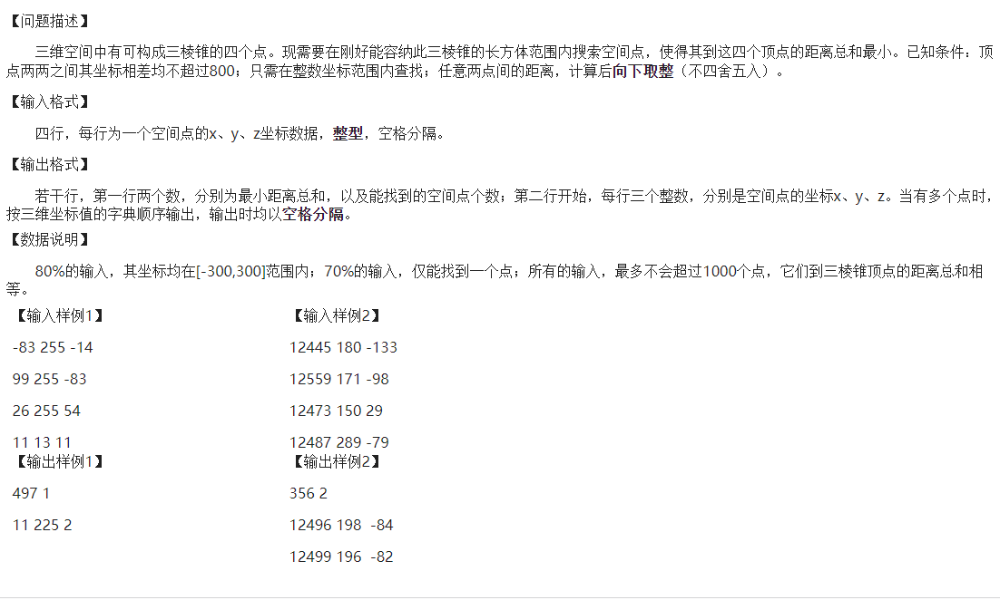 【问题描述】
三维空间中有可构成三棱锥的四个点。现需要在刚好能容纳此三棱锥的长方体范围内搜索空间点，使得其到这四个顶点的距离总和最小。已知条件：顶
点两两之间其坐标相差均不超过800；只需在整数坐标范围内查找；任意两点间的距离，计算后向下取整（不四舍五入）。
【输入格式】
四行，每行为一个空间点的x、y、z坐标数据，整型，空格分隔。
【输出格式】
若干行，第一行两个数，分别为最小距离总和，以及能找到的空间点个数；第二行开始，每行三个整数，分别是空间点的坐标x、y、z。当有多个点时，
按三维坐标值的字典顺序输出，输出时均以空格分隔。
【数据说明】
80%的输入，其坐标均在[-300,300]范围内；70%的输入，仅能找到一个点；所有的输入，最多不会超过1000个点，它们到三棱锥顶点的距离总和相
等。
【输入样例1】
-83 255 -14
99 255 -83
26 255 54
11 13 11
【输出样例1】
497 1
11 225 2
【输入样例2】
12445 180 -133
12559 171 -98
12473 150 29
12487 289 -79
【输出样例2】
356 2
12496 198  -84
12499 196  -82